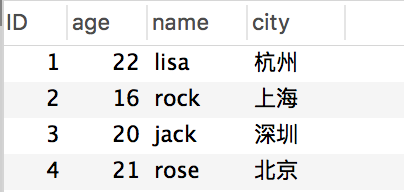 ID age name city
1 22 lisa 杭州
2 16 rock 上海
3 20 jack 深圳
4 21 rose 北京